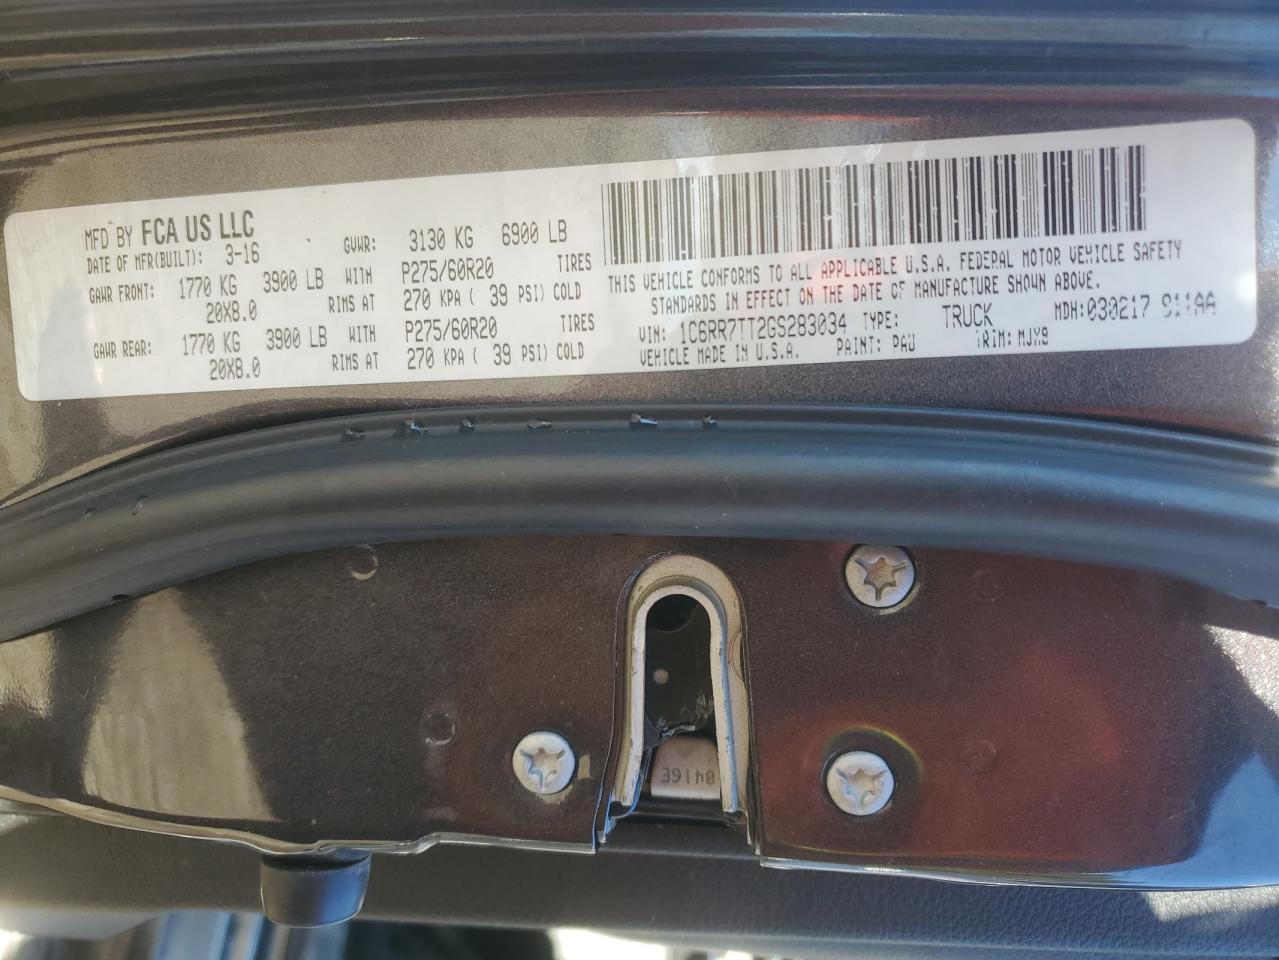 MFD BY FCA US LLC
DATE OF MFR(BUILT): 3-16 GVWR: 3130 KG 6900 LB
GAWR FRONT: 1770 KG 3900 LB WITH P275/60R20 TIRES
20X8.0 RIMS AT 270 KPA ( 39 PSI) COLD
GAWR REAR: 1770 KG 3900 LB WITH P275/60R20 TIRES
20X8.0 RIMS AT 270 KPA ( 39 PSI) COLD
THIS VEHICLE CONFORMS TO ALL APPLICABLE U.S.A. FEDERAL MOTOR VEHICLE SAFETY
STANDARDS IN EFFECT ON THE DATE OF MANUFACTURE SHOWN ABOVE.
VIN: 1C6RR7TT2GS283034 TYPE: TRUCK MDH:030217
VEHICLE MADE IN U.S.A. PAINT: PAU TRIM: MJX9
0416E